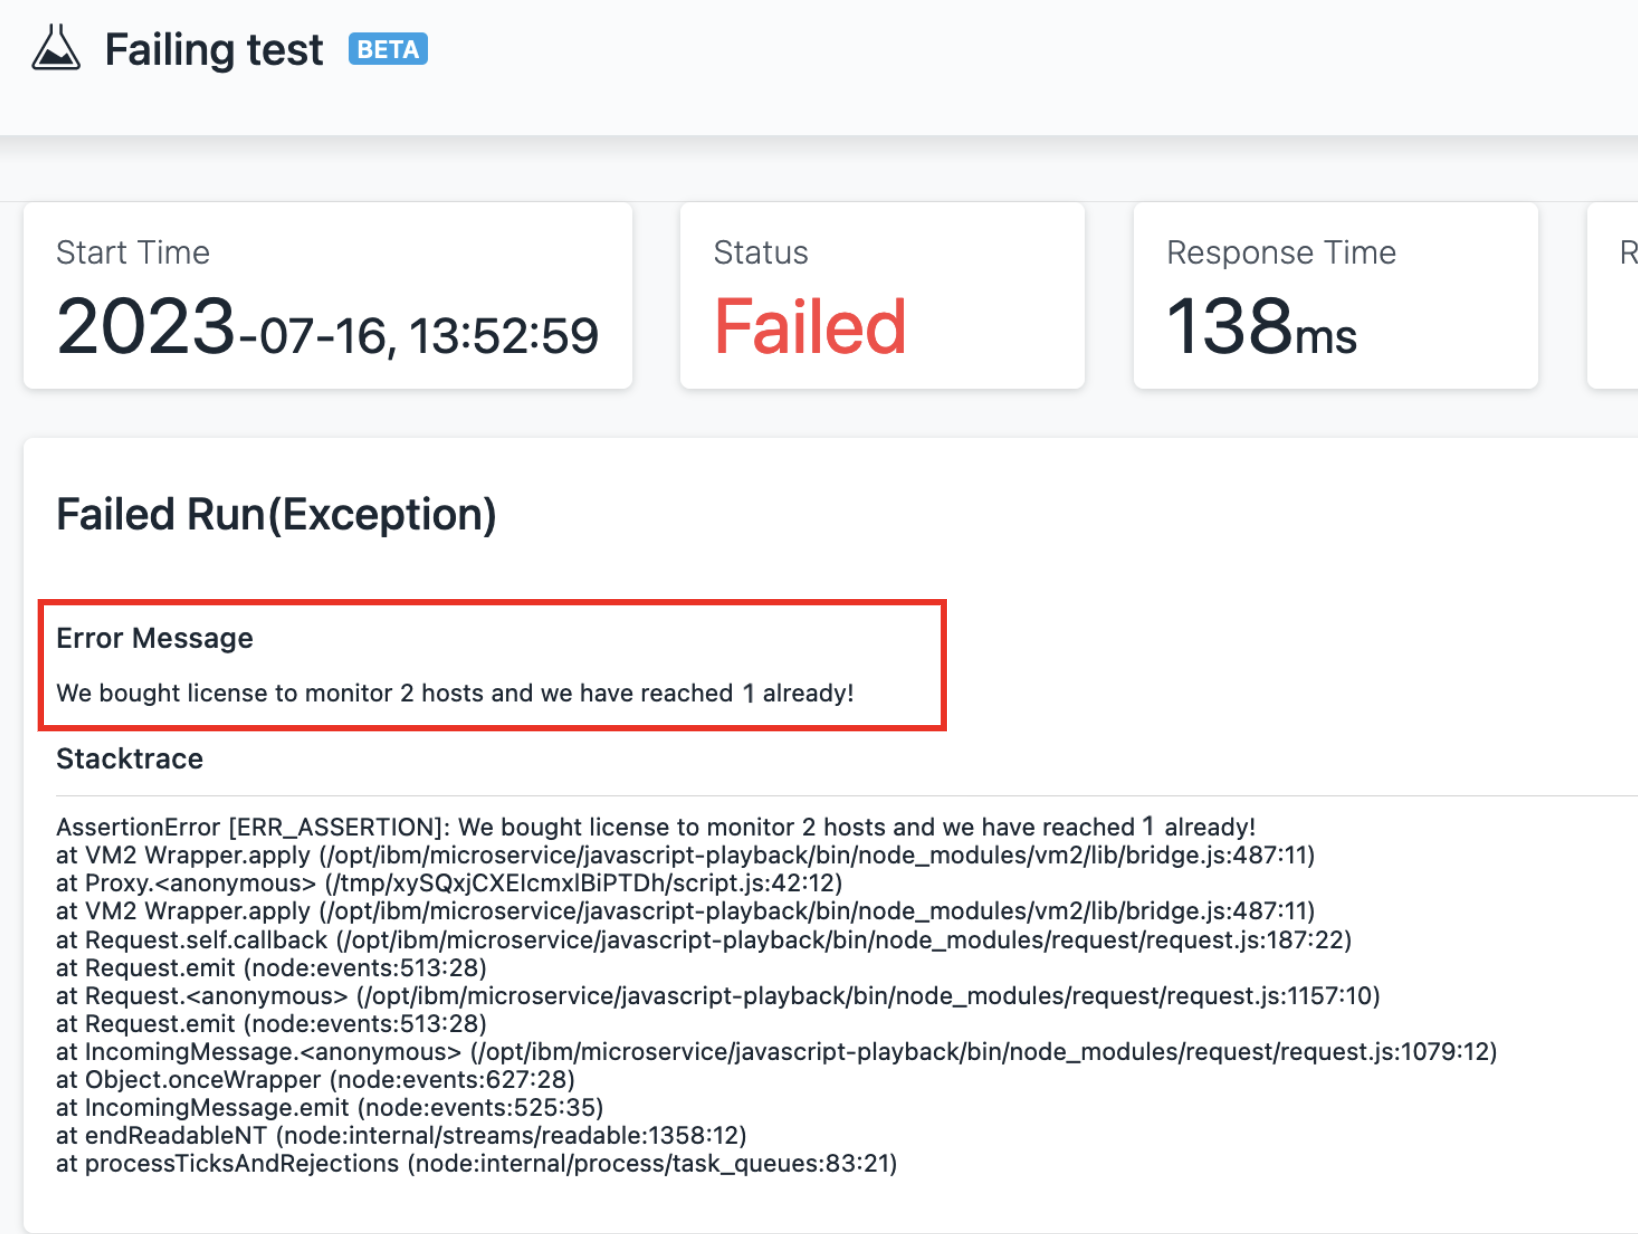 Failing test BETA
Start Time
2023-07-16, 13:52:59
Status
Failed
Response Time
138ms
R
Failed Run(Exception)
Error Message
We bought license to monitor 2 hosts and we have reached 1 already!
Stacktrace
AssertionError [ERR_ASSERTION]: We bought license to monitor 2 hosts and we have reached 1 already!
at VM2 Wrapper.apply (/opt/ibm/microservice/javascript-playback/bin/node_modules/vm2/lib/bridge.js:487:11)
at Proxy.<anonymous> (/tmp/xySQxjCXEIcmxlBiPTDh/script.js:42:12)
at VM2 Wrapper.apply (/opt/ibm/microservice/javascript-playback/bin/node_modules/vm2/lib/bridge.js:487:11)
at Request.self.callback (/opt/ibm/microservice/javascript-playback/bin/node_modules/request/request.js:187:22)
at Request.emit (node:events:513:28)
at Request.<anonymous> (/opt/ibm/microservice/javascript-playback/bin/node_modules/request/request.js:1157:10)
at Request.emit (node:events:513:28)
at IncomingMessage.<anonymous> (/opt/ibm/microservice/javascript-playback/bin/node_modules/request/request.js:1079:12)
at Object.onceWrapper (node:events:627:28)
at IncomingMessage.emit (node:events:525:35)
at endReadableNT (node:internal/streams/readable:1358:12)
at processTicksAndRejections (node:internal/process/task_queues:83:21)